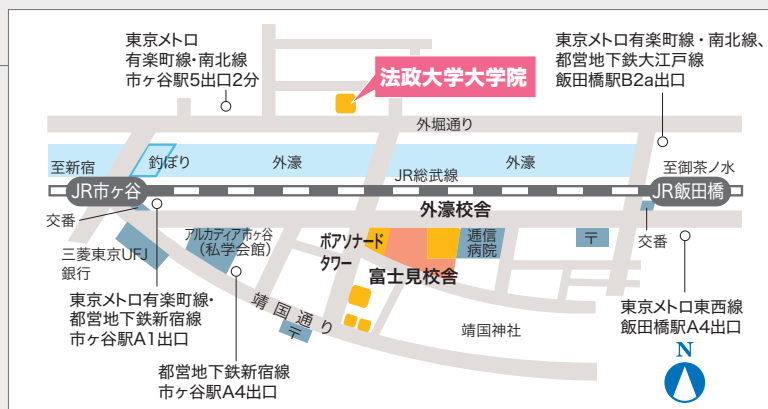 東京メトロ
有楽町線・南北線
市ヶ谷駅5出口2分
法政大学大学院
東京メトロ有楽町線・南北線、
都営地下鉄大江戸線
飯田橋駅B2a出口
外堀通り
至新宿
釣ぼり
外濠
JR総武線
外濠
至御茶ノ水
JR市ヶ谷
JR飯田橋
交番
外濠校舎
三菱東京UFJ
銀行
アルカディア市ヶ谷
(私学会館)
ボアソナード
タワー
逓信
病院
〒
交番
富士見校舎
東京メトロ有楽町線・
都営地下鉄新宿線
市ヶ谷駅A1出口
靖国通り
〒
靖国神社
東京メトロ東西線
飯田橋駅A4出口
都営地下鉄新宿線
市ヶ谷駅A4出口
N